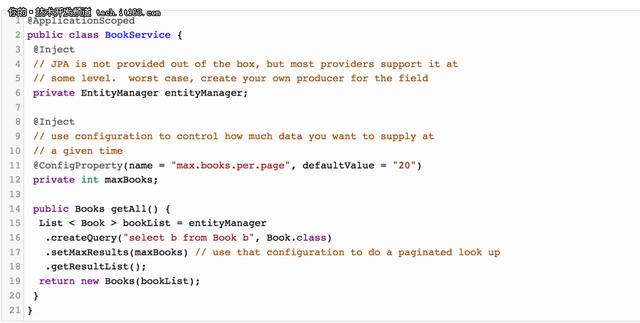 你的·技术开发频道 tech.it168.com
1 @ApplicationScoped
2 public class BookService {
3 @Inject
4 // JPA is not provided out of the box, but most providers support it at
5 // some level.  worst case, create your own producer for the field
6 private EntityManager entityManager;
7
8 @Inject
9 // use configuration to control how much data you want to supply at
10 // a given time
11 @ConfigProperty(name = "max.books.per.page", defaultValue = "20")
12 private int maxBooks;
13
14 public Books getAll() {
15 List < Book > bookList = entityManager
16 .createQuery("select b from Book b", Book.class)
17 .setMaxResults(maxBooks) // use that configuration to do a paginated look up
18 .getResultList();
19 return new Books(bookList);
20 }
21 }